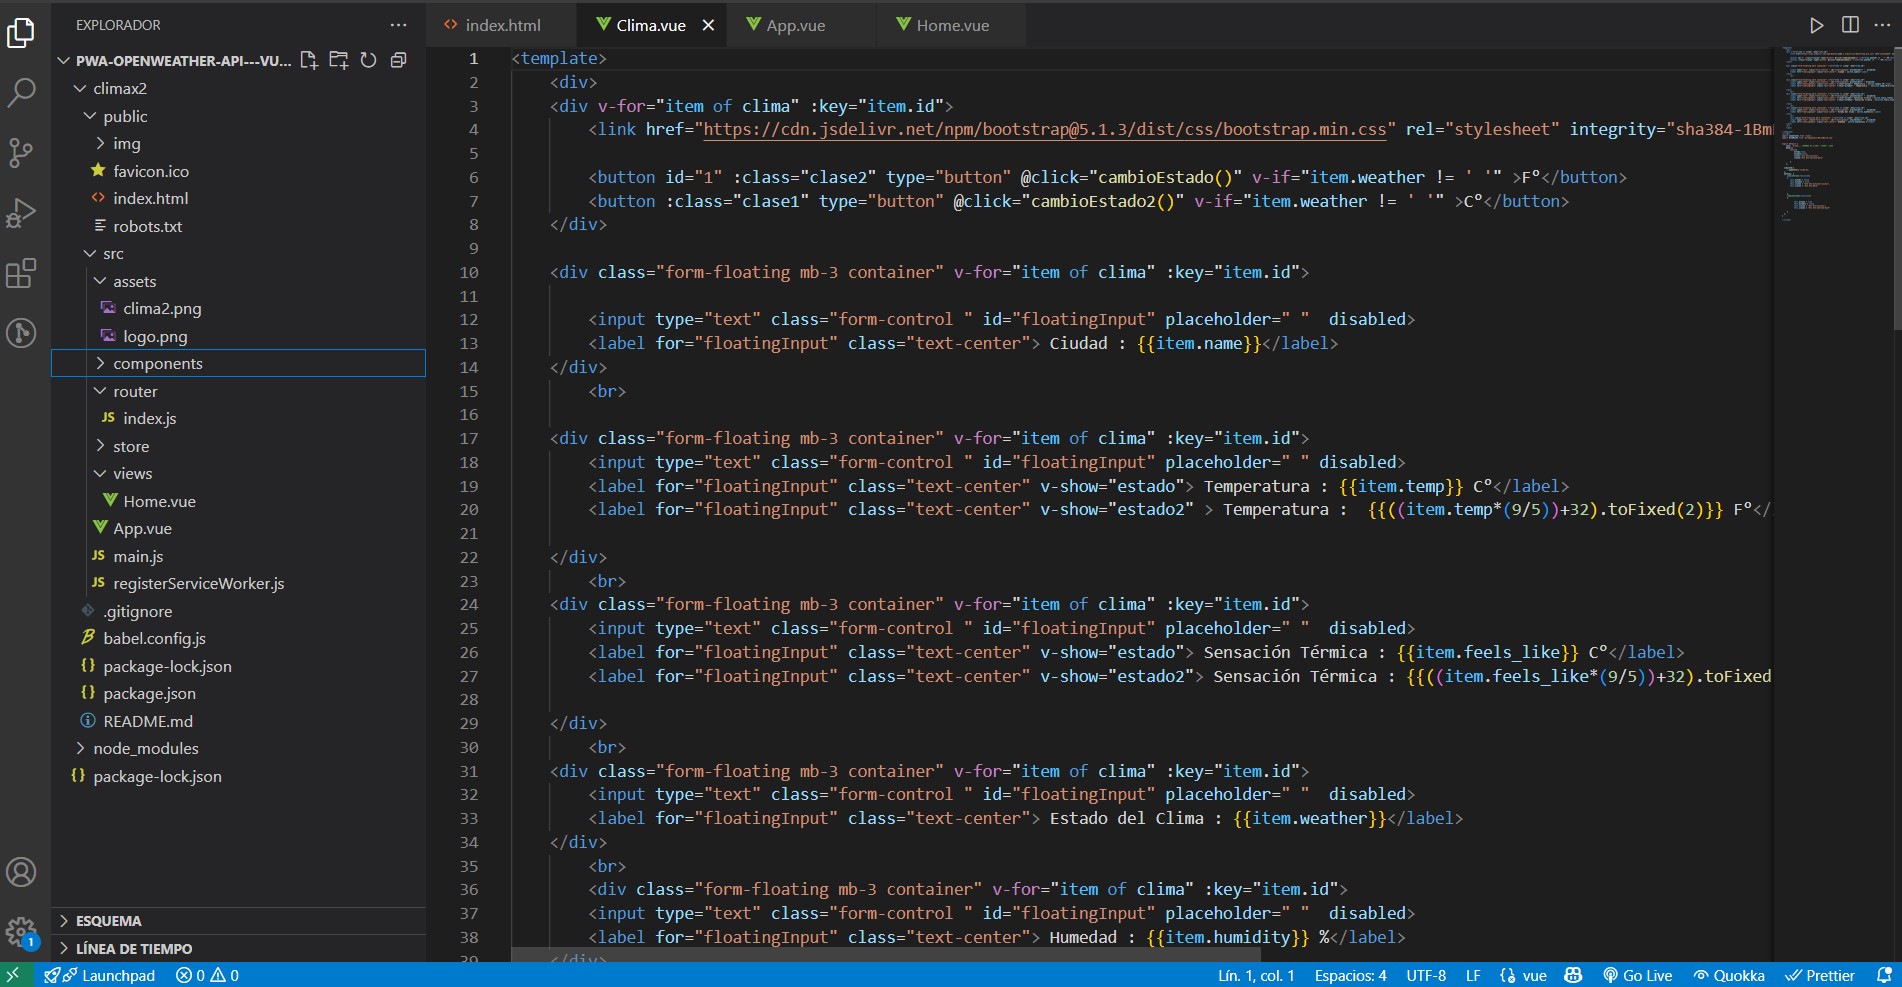 EXPLORADOR
PWA-OPENWEATHER-API---VU...
climax2
public
img
favicon.ico
index.html
robots.txt
src
assets
clima2.png
logo.png
components
router
index.js
store
views
Home.vue
App.vue
main.js
registerServiceWorker.js
.gitignore
babel.config.js
package-lock.json
package.json
README.md
node_modules
package-lock.json
ESQUEMA
LÍNEA DE TIEMPO
index.html Clima.vue App.vue Home.vue
1 <template>
2 <div>
3 <div v-for="item of clima" :key="item.id">
4 <link href="https://cdn.jsdelivr.net/npm/bootstrap@5.1.3/dist/css/bootstrap.min.css" rel="stylesheet" integrity="sha384-1Bm
5
6 <button id="1" :class="clase2" type="button" @click="cambioEstado()" v-if="item.weather != ' '" >Fº</button>
7 <button :class="clase1" type="button" @click="cambioEstado2()" v-if="item.weather != ' '" >Cº</button>
8 </div>
9
10 <div class="form-floating mb-3 container" v-for="item of clima" :key="item.id">
11
12 <input type="text" class="form-control " id="floatingInput" placeholder=" "  disabled>
13 <label for="floatingInput" class="text-center"> Ciudad : {{item.name}}</label>
14 </div>
15 <br>
16
17 <div class="form-floating mb-3 container" v-for="item of clima" :key="item.id">
18 <input type="text" class="form-control " id="floatingInput" placeholder=" " disabled>
19 <label for="floatingInput" class="text-center" v-show="estado"> Temperatura : {{item.temp}} Cº</label>
20 <label for="floatingInput" class="text-center" v-show="estado2" > Temperatura :  {{((item.temp*(9/5))+32).toFixed(2)}} Fº</
21
22 </div>
23 <br>
24 <div class="form-floating mb-3 container" v-for="item of clima" :key="item.id">
25 <input type="text" class="form-control " id="floatingInput" placeholder=" "  disabled>
26 <label for="floatingInput" class="text-center" v-show="estado"> Sensación Térmica : {{item.feels_like}} Cº</label>
27 <label for="floatingInput" class="text-center" v-show="estado2"> Sensación Térmica : {{((item.feels_like*(9/5))+32).toFixed
28
29 </div>
30 <br>
31 <div class="form-floating mb-3 container" v-for="item of clima" :key="item.id">
32 <input type="text" class="form-control " id="floatingInput" placeholder=" "  disabled>
33 <label for="floatingInput" class="text-center"> Estado del Clima : {{item.weather}}</label>
34 </div>
35 <br>
36 <div class="form-floating mb-3 container" v-for="item of clima" :key="item.id">
37 <input type="text" class="form-control " id="floatingInput" placeholder=" "  disabled>
38 <label for="floatingInput" class="text-center"> Humedad : {{item.humidity}} %</label>
39 </div>
1
Launchpad 0 0 Lín. 1, col. 1 Espacios: 4 UTF-8 LF vue Go Live Quokka Prettier